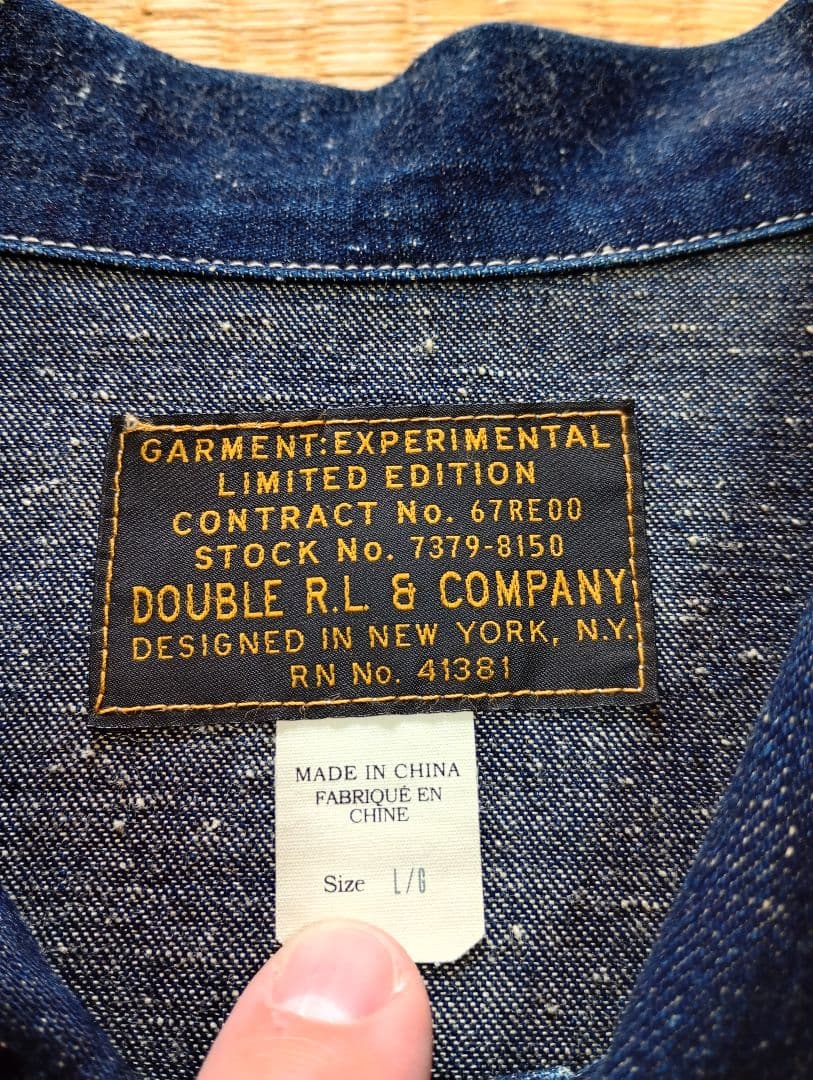 GARMENT:EXPERIMENTAL
LIMITED EDITION
CONTRACT No. 67RE00
STOCK No. 7379-8150
DOUBLE R.L. & COMPANY
DESIGNED IN NEW YORK, N.Y.
RN No. 41381
MADE IN CHINA
FABRIQUÉ EN
CHINE
Size L/G